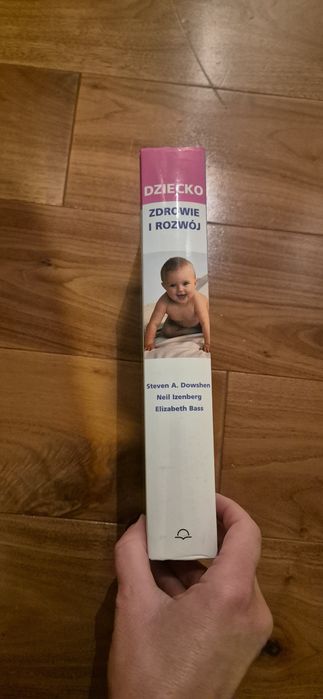 DZIECKO
ZDROWIE
I ROZWÓJ
Steven A. Dowshen
Neil Izenberg
Elizabeth Bass